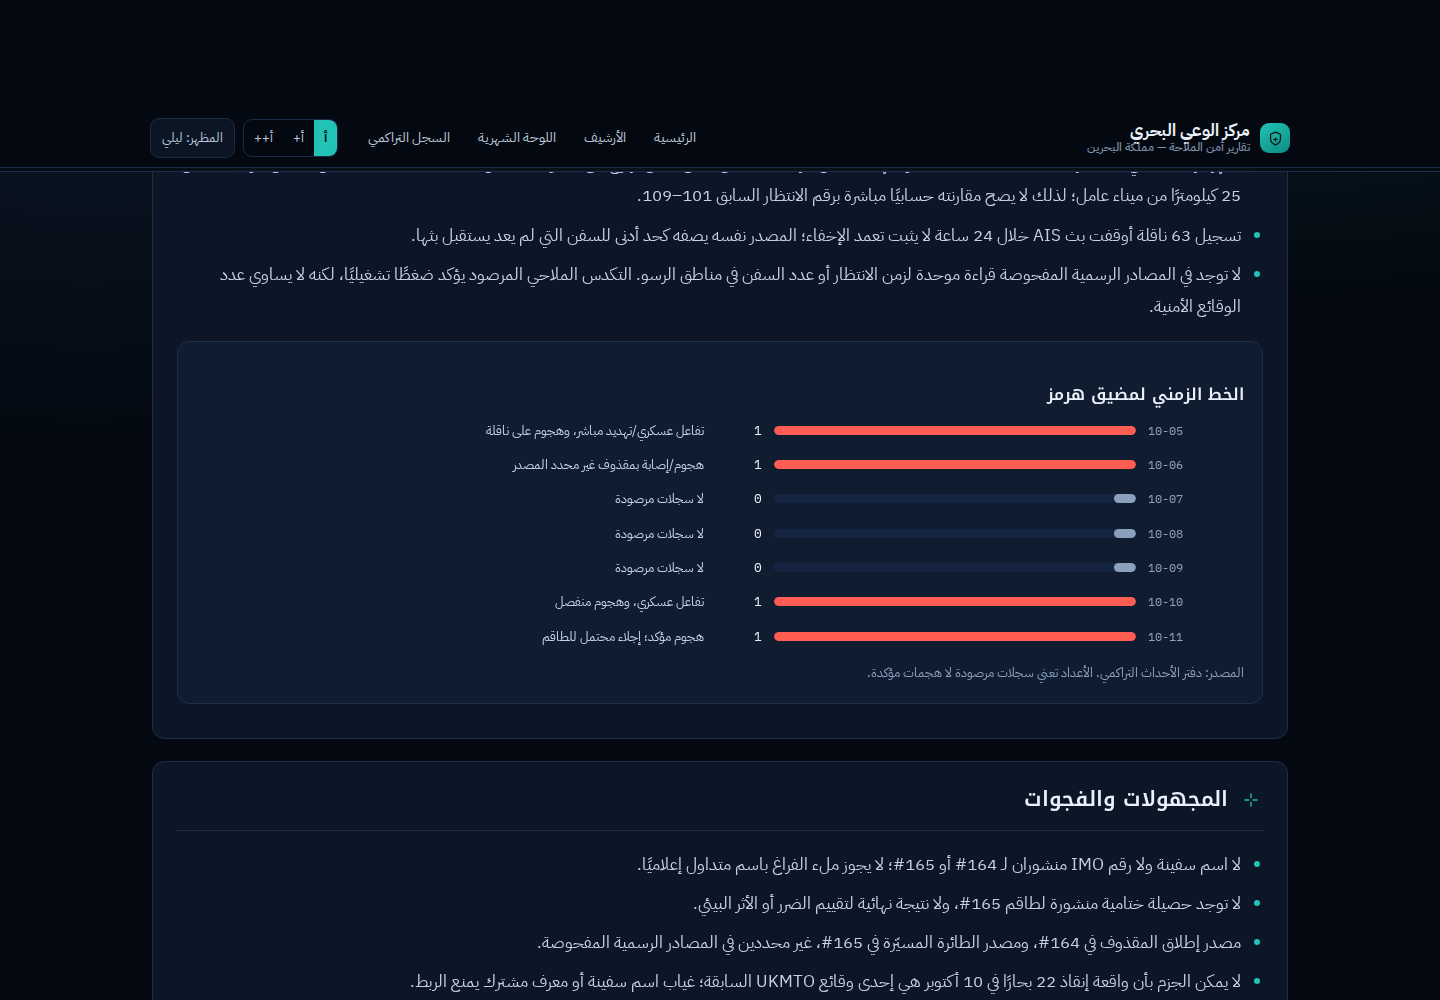 مركز الوعي البحري
تقارير أمن الملاحة — مملكة البحرين
الرئيسية
الأرشيف
اللوحة الشهرية
السجل التراكمي
أ
أ+
أ++
المظهر: ليلي
25 كيلومترًا من ميناء عامل؛ لذلك لا يصح مقارنته حسابيًا مباشرة برقم الانتظار السابق 101–109.
تسجيل 63 ناقلة أوقفت بث AIS خلال 24 ساعة لا يثبت تعمد الإخفاء؛ المصدر نفسه يصفه كحد أدنى للسفن التي لم يعد يستقبل بثها.
لا توجد في المصادر الرسمية المفحوصة قراءة موحدة لزمن الانتظار أو عدد السفن في مناطق الرسو. التكدس الملاحي المرصود يؤكد ضغطًا تشغيليًا، لكنه لا يساوي عدد
الوقائع الأمنية.
الخط الزمني لمضيق هرمز
10-05 1 تفاعل عسكري/تهديد مباشر، وهجوم على ناقلة
10-06 1 هجوم/إصابة بمقذوف غير محدد المصدر
10-07 0 لا سجلات مرصودة
10-08 0 لا سجلات مرصودة
10-09 0 لا سجلات مرصودة
10-10 1 تفاعل عسكري، وهجوم منفصل
10-11 1 هجوم مؤكد؛ إجلاء محتمل للطاقم
المصدر: دفتر الأحداث التراكمي. الأعداد تعني سجلات مرصودة لا هجمات مؤكدة.
المجهولات والفجوات
لا اسم سفينة ولا رقم IMO منشوران لـ 164# أو 165#؛ لا يجوز ملء الفراغ باسم متداول إعلاميًا.
لا توجد حصيلة ختامية منشورة لطاقم 165#، ولا نتيجة نهائية لتقييم الضرر أو الأثر البيئي.
مصدر إطلاق المقذوف في 164#، ومصدر الطائرة المسيّرة في 165#، غير محددين في المصادر الرسمية المفحوصة.
لا يمكن الجزم بأن واقعة إنقاذ 22 بحارًا في 10 أكتوبر هي إحدى وقائع UKMTO السابقة؛ غياب اسم سفينة أو معرف مشترك يمنع الربط.